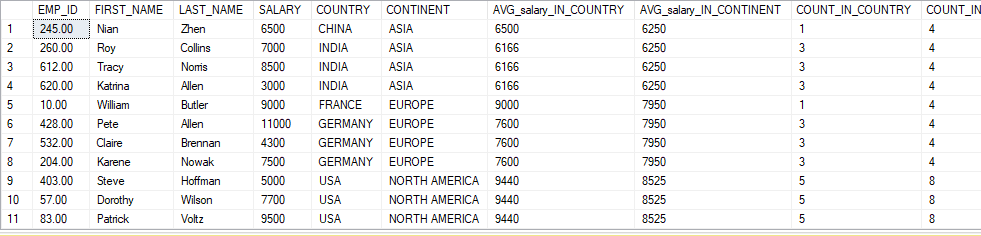 EMP_ID FIRST_NAME LAST_NAME SALARY COUNTRY CONTINENT AVG_salary_IN_COUNTRY AVG_salary_IN_CONTINENT COUNT_IN_COUNTRY COUNT_IN
1 245.00 Nian Zhen 6500 CHINA ASIA 6500 6250 1 4
2 260.00 Roy Collins 7000 INDIA ASIA 6166 6250 3 4
3 612.00 Tracy Norris 8500 INDIA ASIA 6166 6250 3 4
4 620.00 Katrina Allen 3000 INDIA ASIA 6166 6250 3 4
5 10.00 William Butler 9000 FRANCE EUROPE 9000 7950 1 4
6 428.00 Pete Allen 11000 GERMANY EUROPE 7600 7950 3 4
7 532.00 Claire Brennan 4300 GERMANY EUROPE 7600 7950 3 4
8 204.00 Karene Nowak 7500 GERMANY EUROPE 7600 7950 3 4
9 403.00 Steve Hoffman 5000 USA NORTH AMERICA 9440 8525 5 8
10 57.00 Dorothy Wilson 7700 USA NORTH AMERICA 9440 8525 5 8
11 83.00 Patrick Voltz 9500 USA NORTH AMERICA 9440 8525 5 8